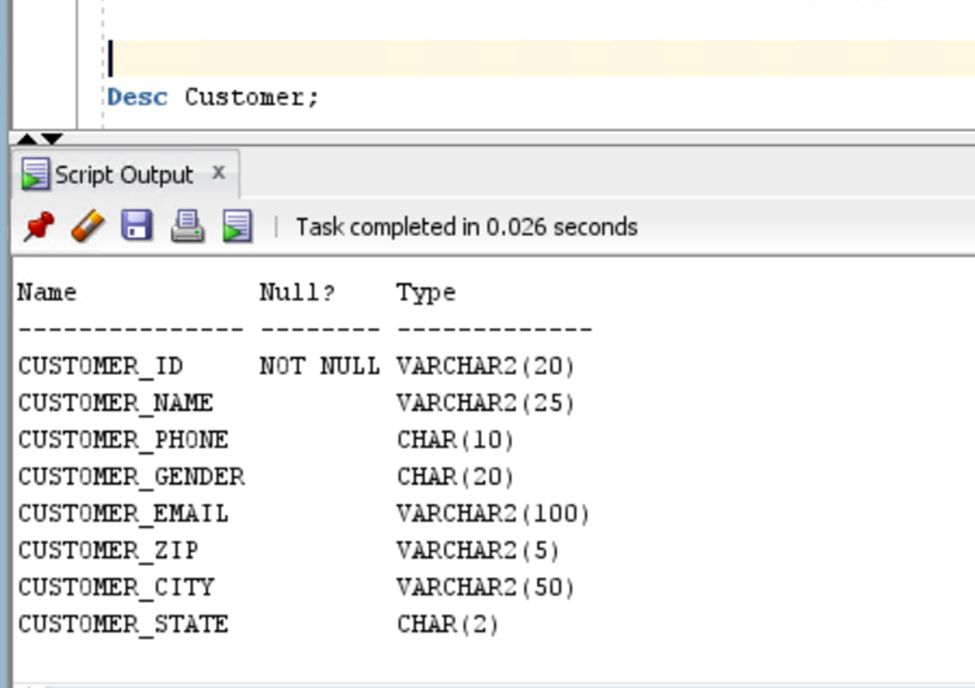 Desc Customer;
Script Output x
Task completed in 0.026 seconds
Name Null? Type
--------------- -------- -------------
CUSTOMER_ID NOT NULL VARCHAR2(20)
CUSTOMER_NAME VARCHAR2(25)
CUSTOMER_PHONE CHAR(10)
CUSTOMER_GENDER CHAR(20)
CUSTOMER_EMAIL VARCHAR2(100)
CUSTOMER_ZIP VARCHAR2(5)
CUSTOMER_CITY VARCHAR2(50)
CUSTOMER_STATE CHAR(2)